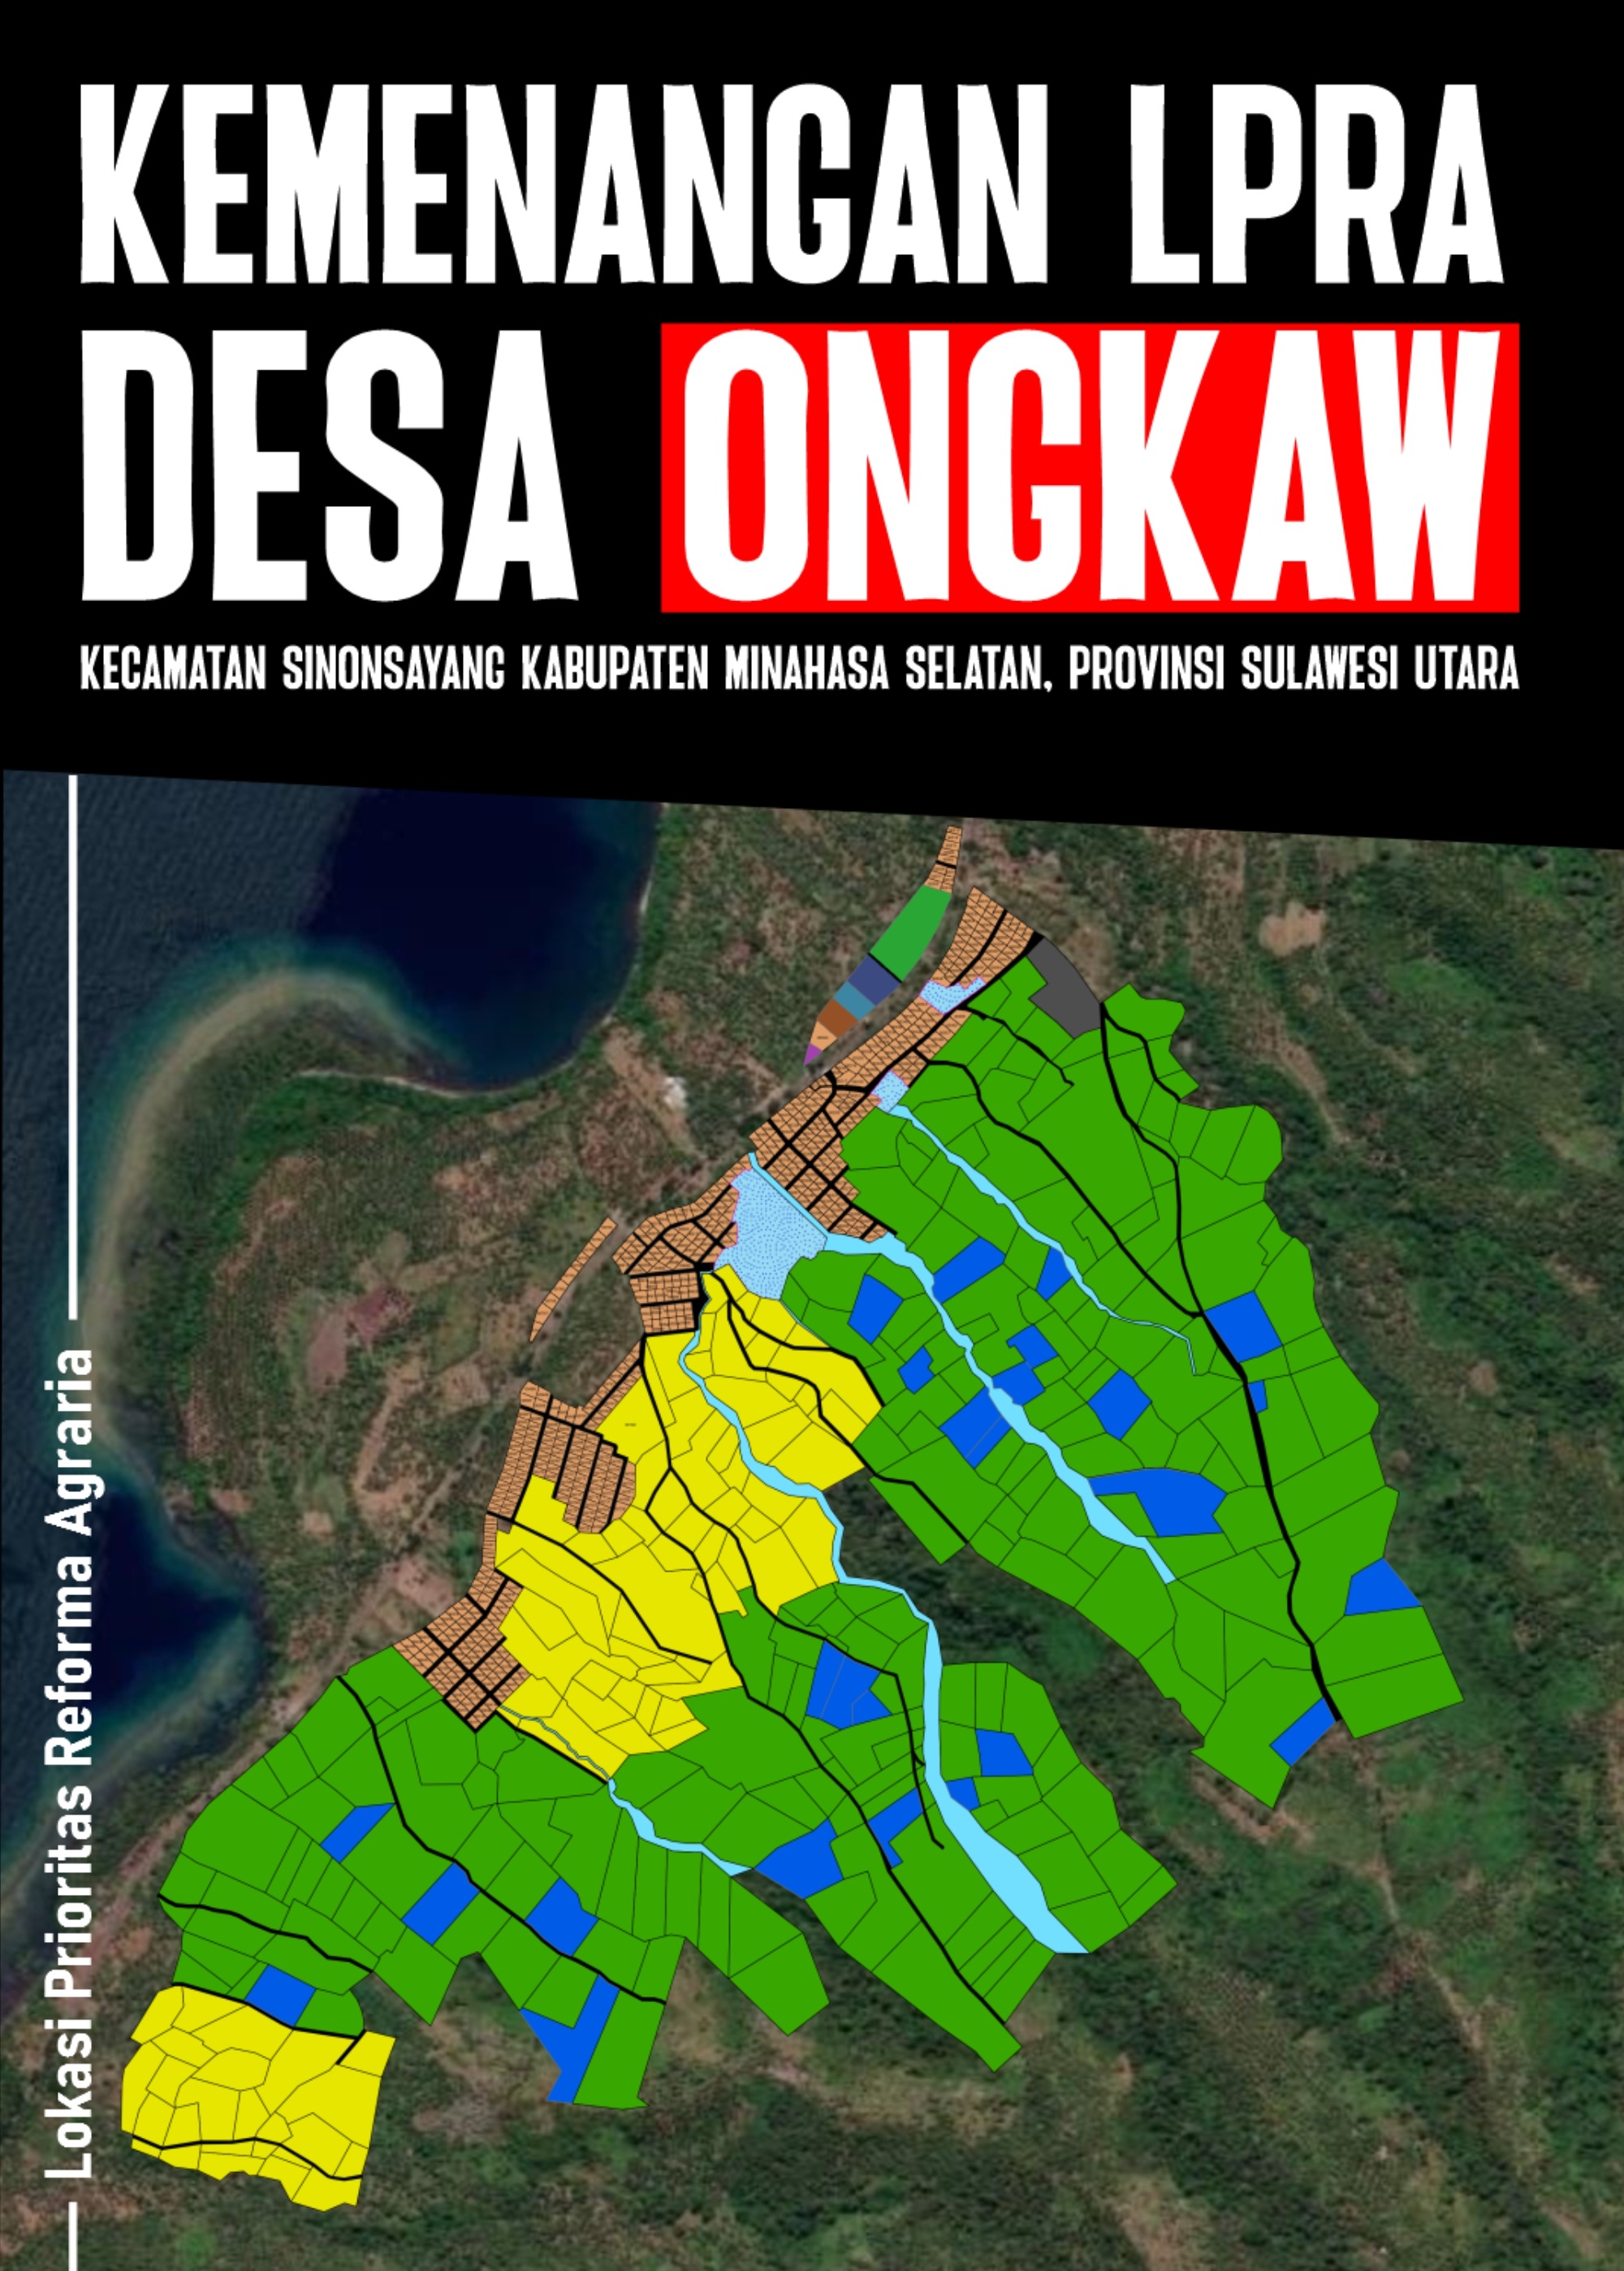 KEMENANGAN LPRA
DESA ONGKAW
KECAMATAN SINONSAYANG KABUPATEN MINAHASA SELATAN, PROVINSI SULAWESI UTARA
Lokasi Prioritas Reforma Agraria